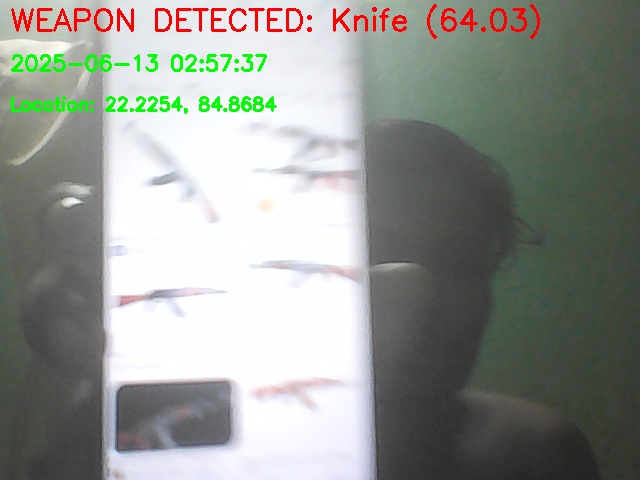 WEAPON DETECTED: Knife (64.03)
2025-06-13 02:57:37
Location: 22.2254, 84.8684